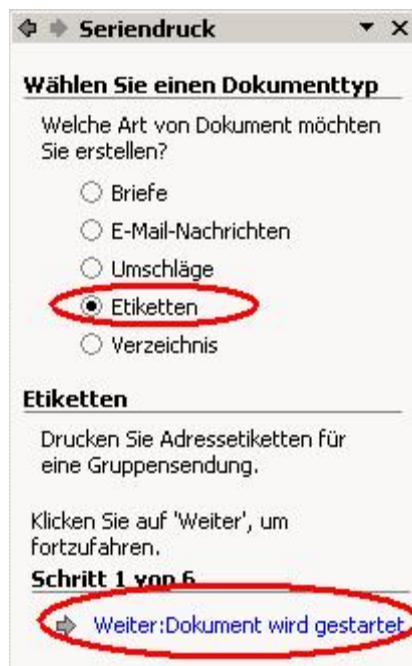 Seriendruck
Wählen Sie einen Dokumenttyp
Welche Art von Dokument möchten
Sie erstellen?
Briefe
E-Mail-Nachrichten
Umschläge
Etiketten
Verzeichnis
Etiketten
Drucken Sie Adressetiketten für
eine Gruppensendung.
Klicken Sie auf 'Weiter', um
fortzufahren.
Schritt 1 von 6
Weiter:Dokument wird gestartet